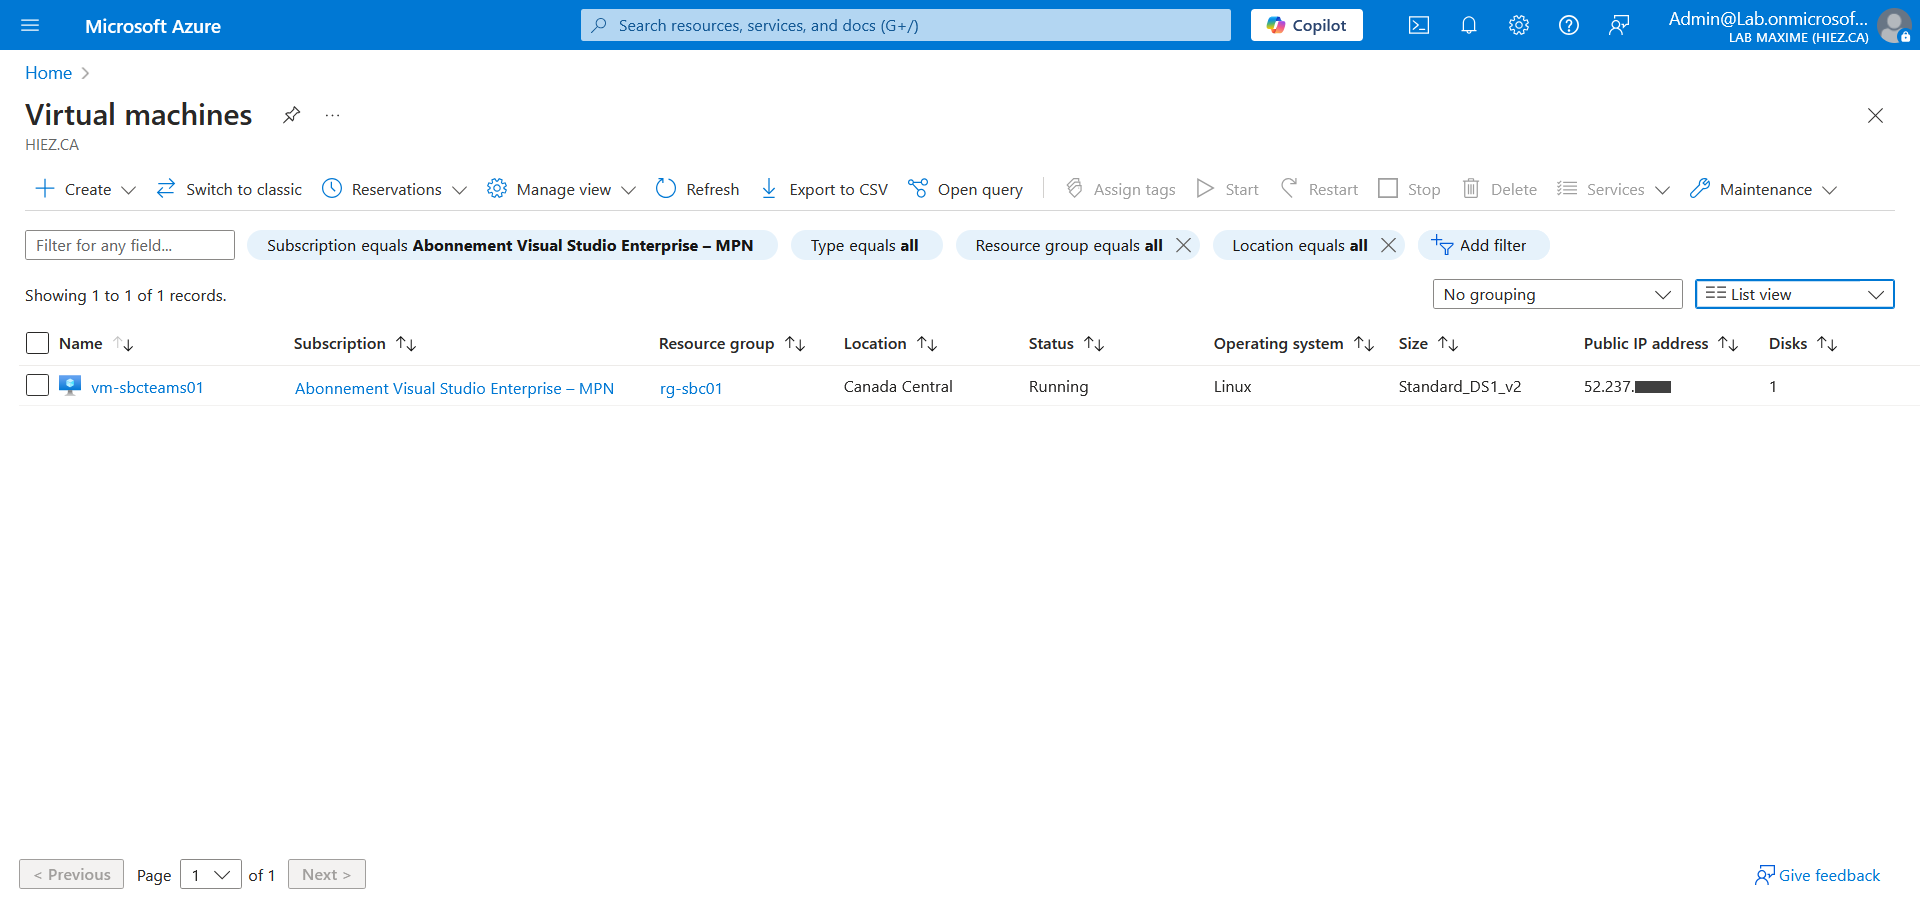 Microsoft Azure
Search resources, services, and docs (G+/)
Copilot
Admin@Lab.onmicrosof...
LAB MAXIME (HIEZ.CA)
Home
Virtual machines
HIEZ.CA
Create Switch to classic Reservations Manage view Refresh Export to CSV Open query Assign tags Start Restart Stop Delete Services Maintenance
Filter for any field... Subscription equals Abonnement Visual Studio Enterprise – MPN Type equals all Resource group equals all Location equals all Add filter
Showing 1 to 1 of 1 records. No grouping List view
Name Subscription Resource group Location Status Operating system Size Public IP address Disks
vm-sbcteams01 Abonnement Visual Studio Enterprise – MPN rg-sbc01 Canada Central Running Linux Standard_DS1_v2 52.237. 1
< Previous Page 1 of 1 Next > Give feedback